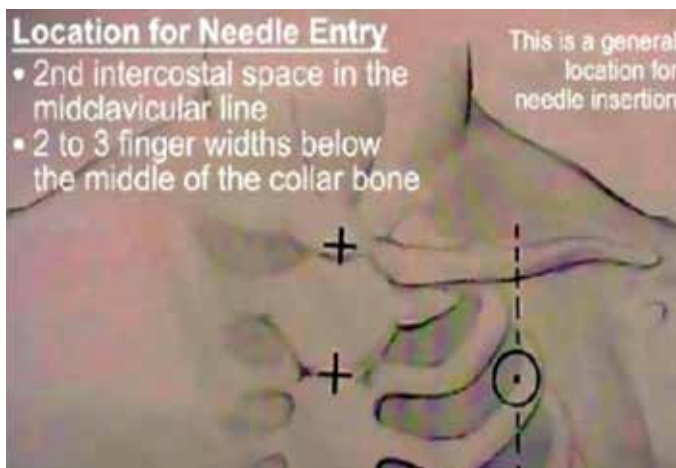 Location for Needle Entry
• 2nd intercostal space in the
midclavicular line
• 2 to 3 finger widths below
the middle of the collar bone
This is a general
location for
needle insertion